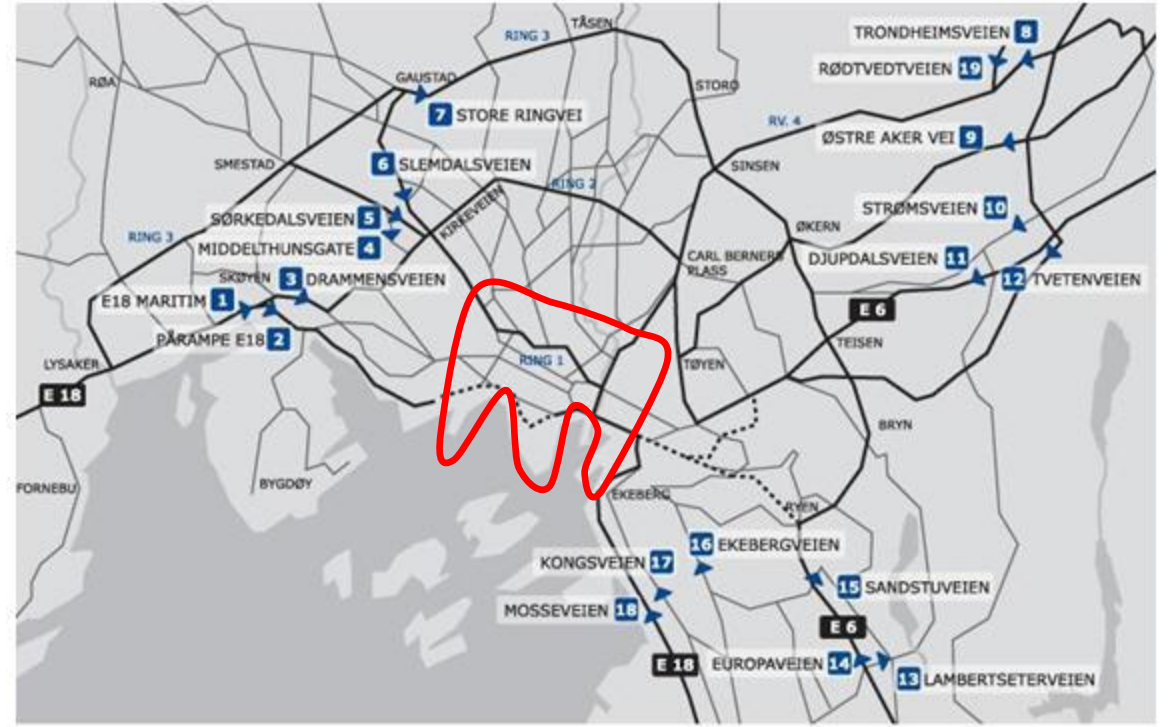 TÅSEN
RING 3
TRONDHEIMSVEIEN 8
RØDTVEDTVEIEN 19
RØA
GAUSTAD
STORO
7 STORE RINGVEI
RV. 4
ØSTRE AKER VEI 9
SMESTAD
6 SLEMDALSVEIEN
SINSEN
RING 2
KIRKEVEIEN
SØRKEDALSVEIEN 5
STRØMSVEIEN 10
RING 3
MIDDELTHUNSGATE 4
ØKERN
CARL BERNERS
PLASS
DJUPDALSVEIEN 11
SKØYEN
3 DRAMMENSVEIEN
12 TVETENVEIEN
E18 MARITIM 1
E 6
PÅRAMPE E18 2
TEISEN
RING 1
LYSAKER
TØYEN
E 18
BRYN
FORNEBU
BYGDØY
EKEBERG
RYEN
16 EKEBERGVEIEN
KONGSVEIEN 17
15 SANDSTUVEIEN
MOSSEVEIEN 18
E 6
E 18
EUROPAVEIEN 14
13 LAMBERTSETERVEIEN